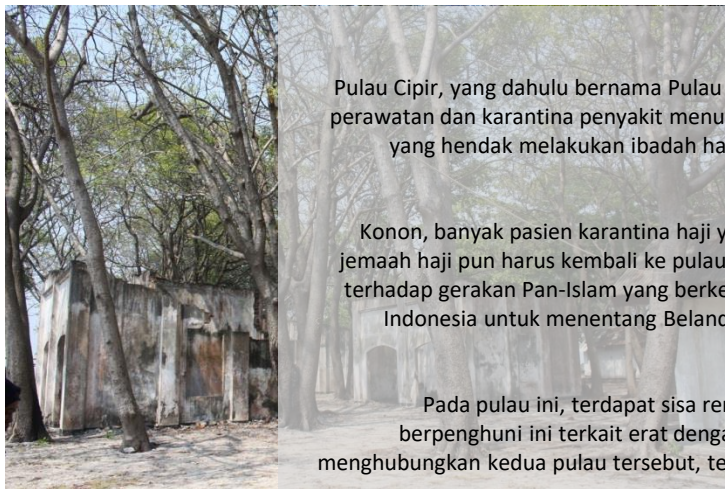 Pulau Cipir, yang dahulu bernama Pulau
perawatan dan karantina penyakit menu
yang hendak melakukan ibadah ha
Konon, banyak pasien karantina haji y
jemaah haji pun harus kembali ke pulau
terhadap gerakan Pan-Islam yang berke
Indonesia untuk menentang Beland
Pada pulau ini, terdapat sisa re
berpenghuni ini terkait erat denga
menghubungkan kedua pulau tersebut, te